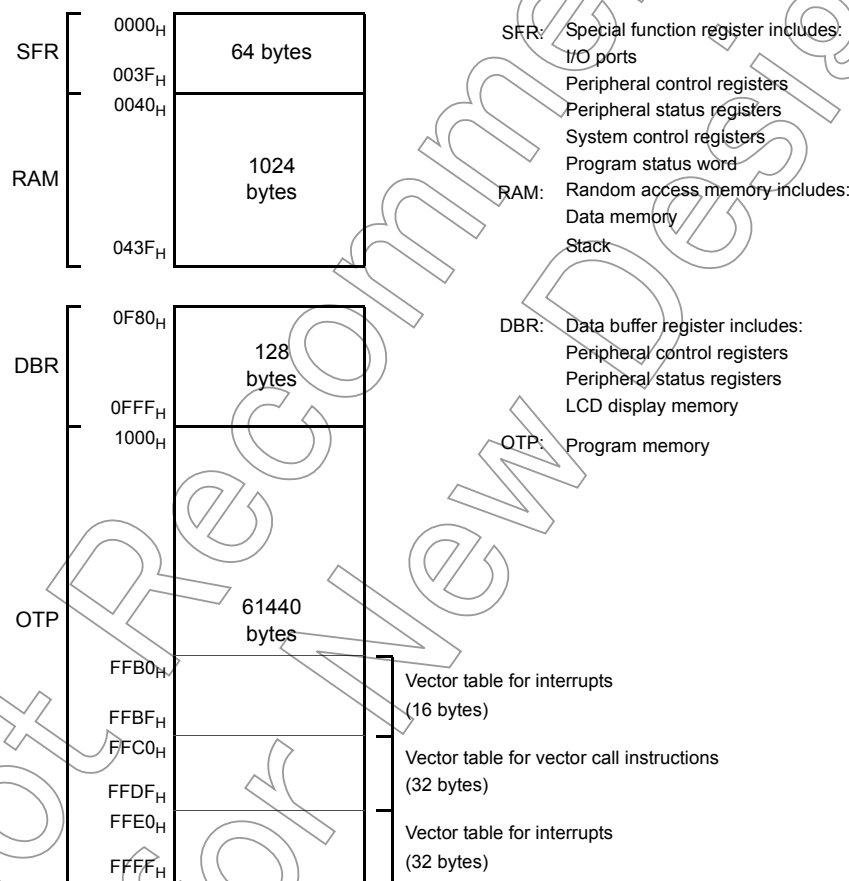 SFR
0000H
003FH
64 bytes
RAM
0040H
043FH
1024
bytes
DBR
0F80H
0FFFH
128
bytes
OTP
1000H
61440
bytes
FFB0H
FFBFH
Vector table for interrupts
(16 bytes)
FFC0H
FFDFH
Vector table for vector call instructions
(32 bytes)
FFE0H
FFFFH
Vector table for interrupts
(32 bytes)
SFR: Special function register includes:
I/O ports
Peripheral control registers
Peripheral status registers
System control registers
Program status word
RAM: Random access memory includes:
Data memory
Stack
DBR: Data buffer register includes:
Peripheral control registers
Peripheral status registers
LCD display memory
OTP: Program memory